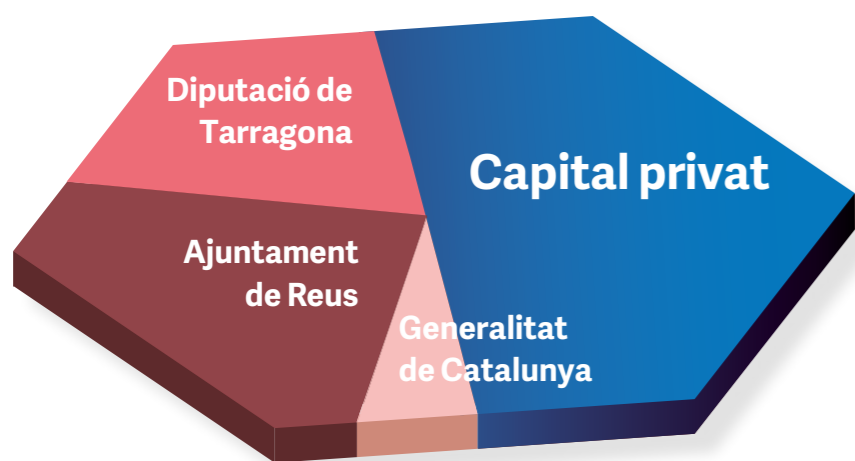 Diputació de
Tarragona
Capital privat
Ajuntament
de Reus
Generalitat
de Catalunya